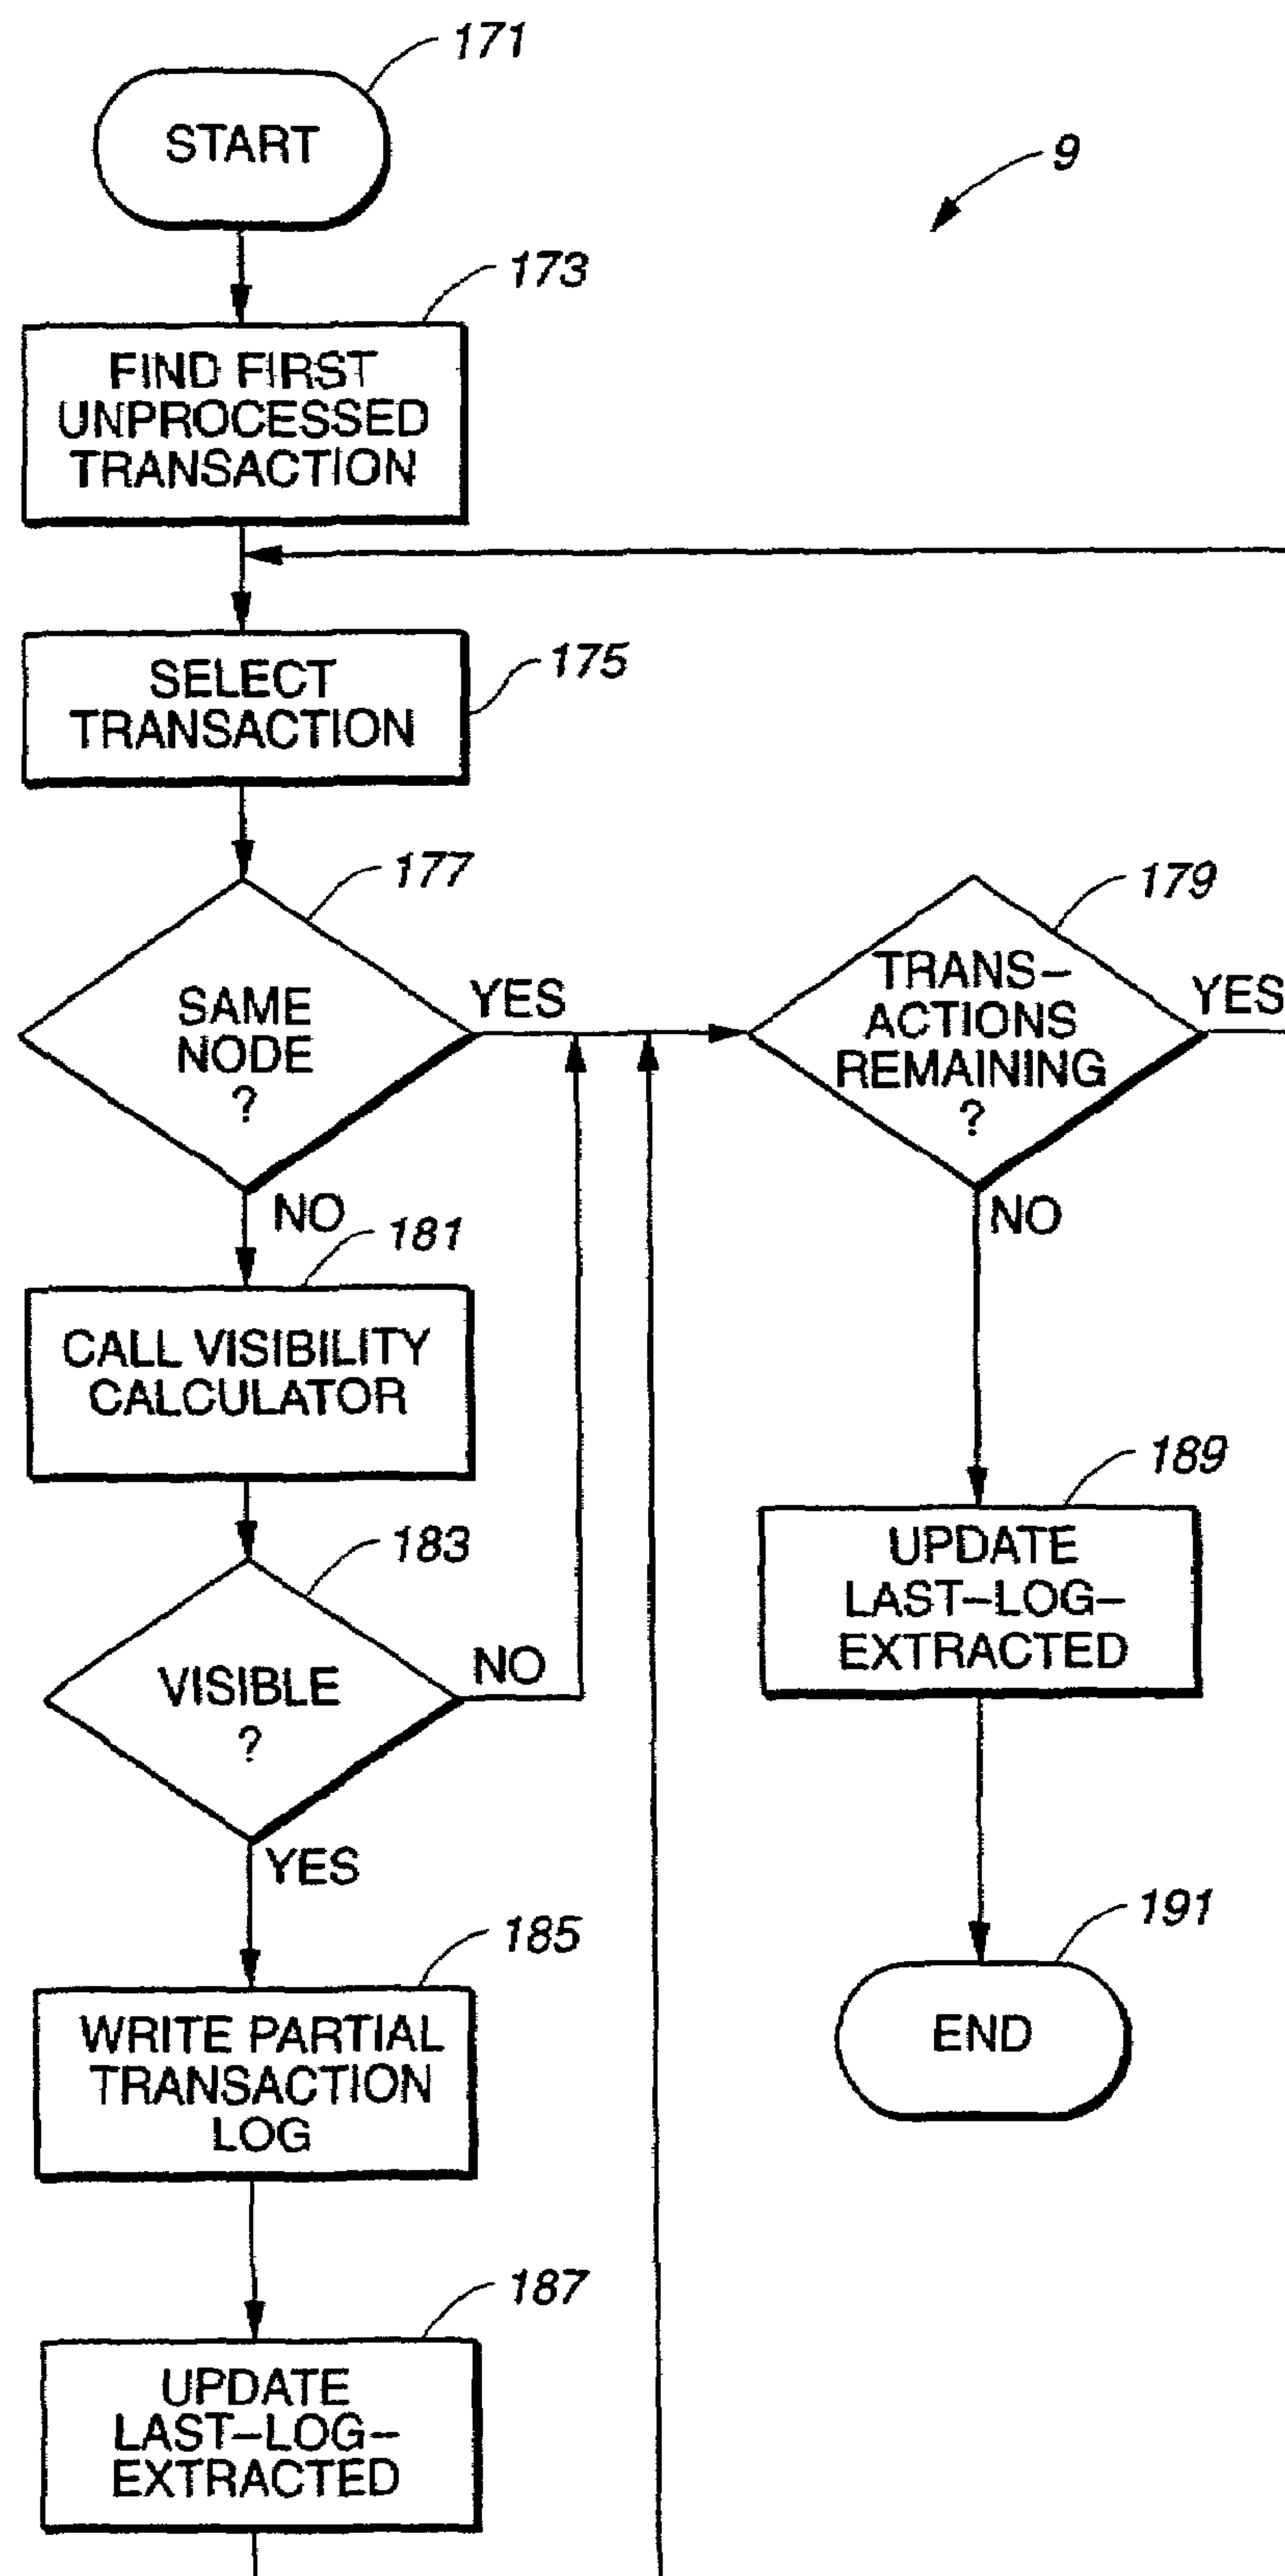 171
START
9
173
FIND FIRST
UNPROCESSED
TRANSACTION
175
SELECT
TRANSACTION
177
SAME
NODE
?
YES
179
TRANS–
ACTIONS
REMAINING
?
YES
NO
NO
181
CALL VISIBILITY
CALCULATOR
183
VISIBLE
?
NO
YES
189
UPDATE
LAST–LOG–
EXTRACTED
185
WRITE PARTIAL
TRANSACTION
LOG
191
END
187
UPDATE
LAST–LOG–
EXTRACTED